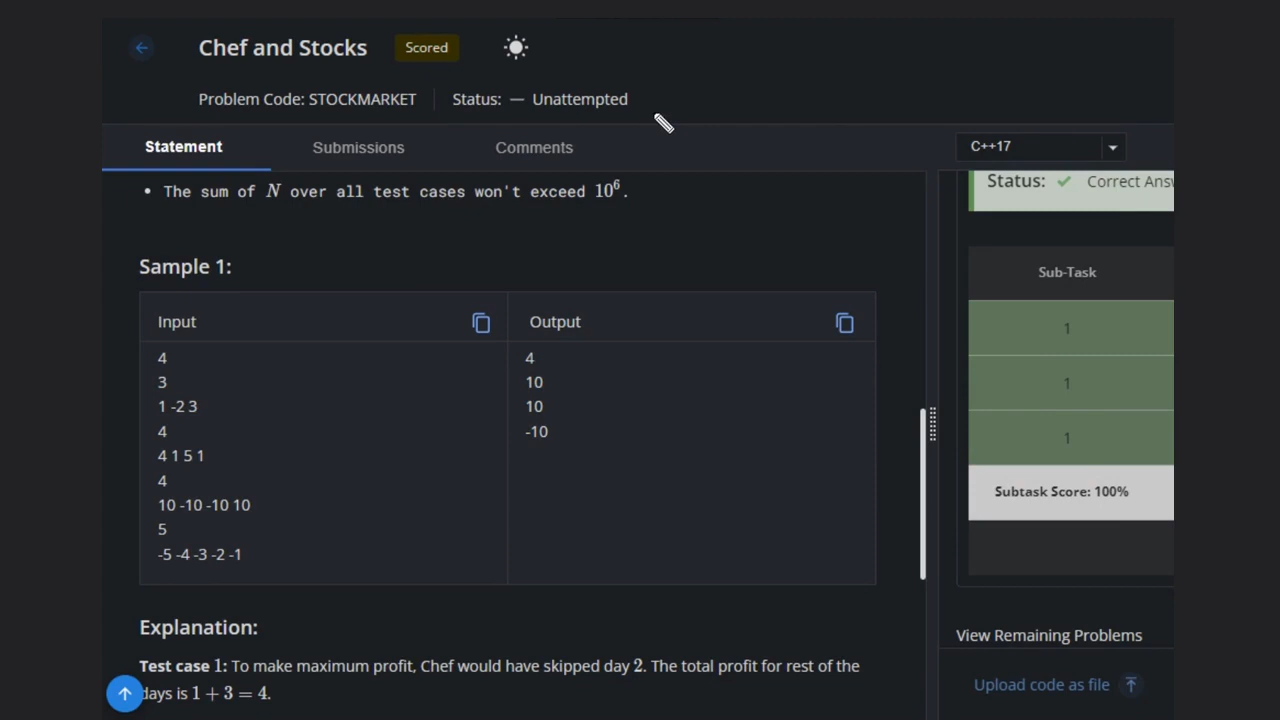 Chef and Stocks Scored
Problem Code: STOCKMARKET Status: — Unattempted
Statement Submissions Comments C++17
• The sum of N over all test cases won't exceed 10^6.
Status: ✓ Correct Ans
Sample 1:
Sub-Task
Input Output
4 4
3 10
1 -2 3 10
4 -10
4 1 5 1
4
10 -10 -10 10
5
-5 -4 -3 -2 -1
1
1
1
Subtask Score: 100%
Explanation:
Test case 1: To make maximum profit, Chef would have skipped day 2. The total profit for rest of the
days is 1 + 3 = 4.
View Remaining Problems
Upload code as file